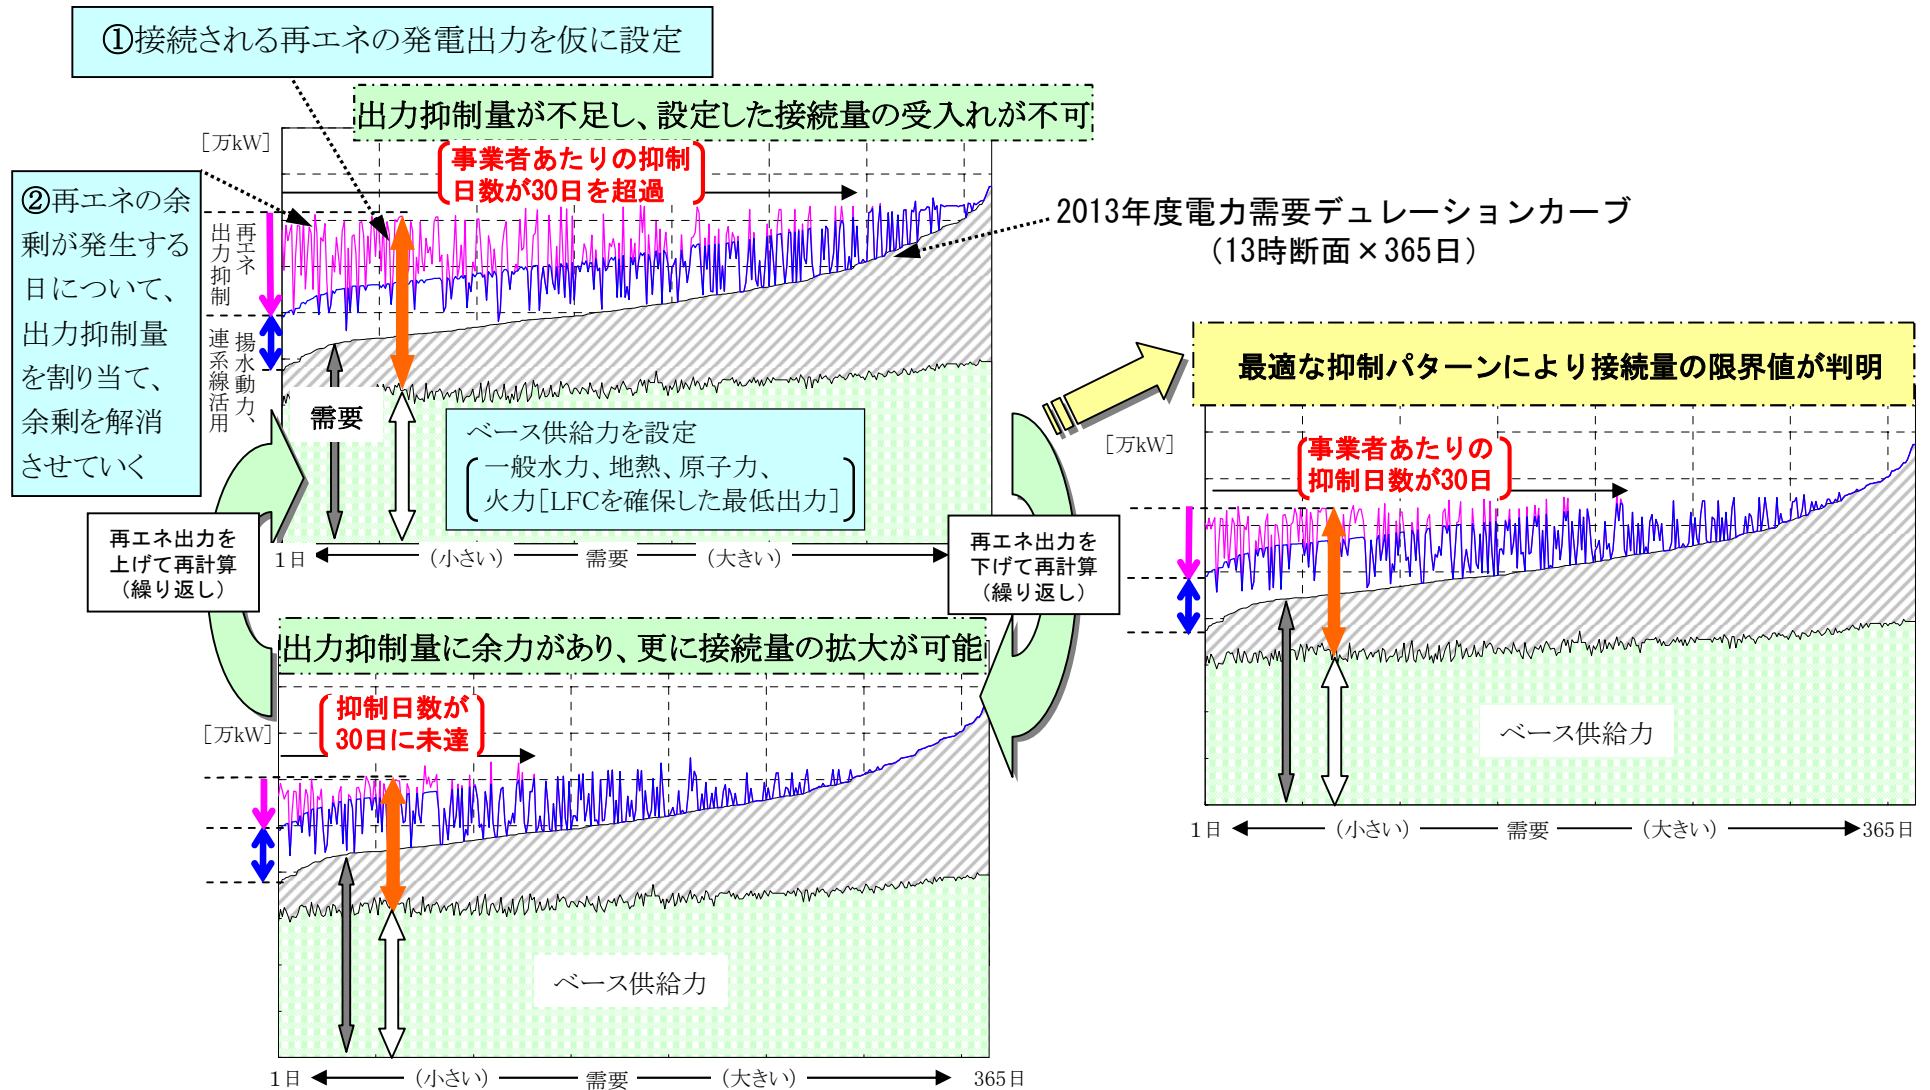 ①接続される再エネの発電出力を仮に設定
出力抑制量が不足し、設定した接続量の受入れが不可
[万kW]
事業者あたりの抑制
日数が30日を超過
②再エネの余
剰が発生する
日について、
出力抑制量
を割り当て、
余剰を解消
させていく
再エネ
出力抑制
揚水動力、
連系線活用
2013年度電力需要デュレーションカーブ
(13時断面×365日)
需要
ベース供給力を設定
一般水力、地熱、原子力、
火力[LFCを確保した最低出力]
1日
(小さい)
需要
(大きい)
再エネ出力を
上げて再計算
(繰り返し)
再エネ出力を
下げて再計算
(繰り返し)
出力抑制量に余力があり、更に接続量の拡大が可能
[万kW]
抑制日数が
30日に未達
ベース供給力
1日
(小さい)
需要
(大きい)
365日
最適な抑制パターンにより接続量の限界値が判明
[万kW]
事業者あたりの
抑制日数が30日
ベース供給力
1日
(小さい)
需要
(大きい)
365日